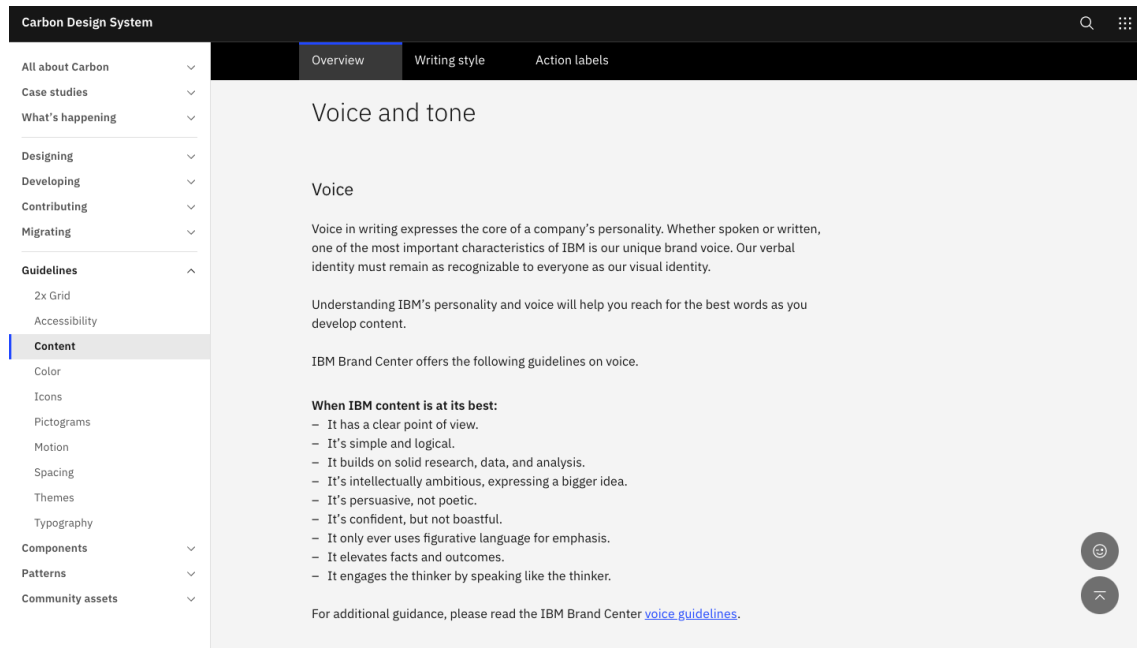 Carbon Design System
All about Carbon
Case studies
What's happening
Designing
Developing
Contributing
Migrating
Guidelines
2x Grid
Accessibility
Content
Color
Icons
Pictograms
Motion
Spacing
Themes
Typography
Components
Patterns
Community assets
Overview
Writing style
Action labels
Voice and tone
Voice
Voice in writing expresses the core of a company's personality. Whether spoken or written,
one of the most important characteristics of IBM is our unique brand voice. Our verbal
identity must remain as recognizable to everyone as our visual identity.
Understanding IBM's personality and voice will help you reach for the best words as you
develop content.
IBM Brand Center offers the following guidelines on voice.
When IBM content is at its best:
– It has a clear point of view.
– It's simple and logical.
– It builds on solid research, data, and analysis.
– It's intellectually ambitious, expressing a bigger idea.
– It's persuasive, not poetic.
– It's confident, but not boastful.
– It only ever uses figurative language for emphasis.
– It elevates facts and outcomes.
– It engages the thinker by speaking like the thinker.
For additional guidance, please read the IBM Brand Center voice guidelines.